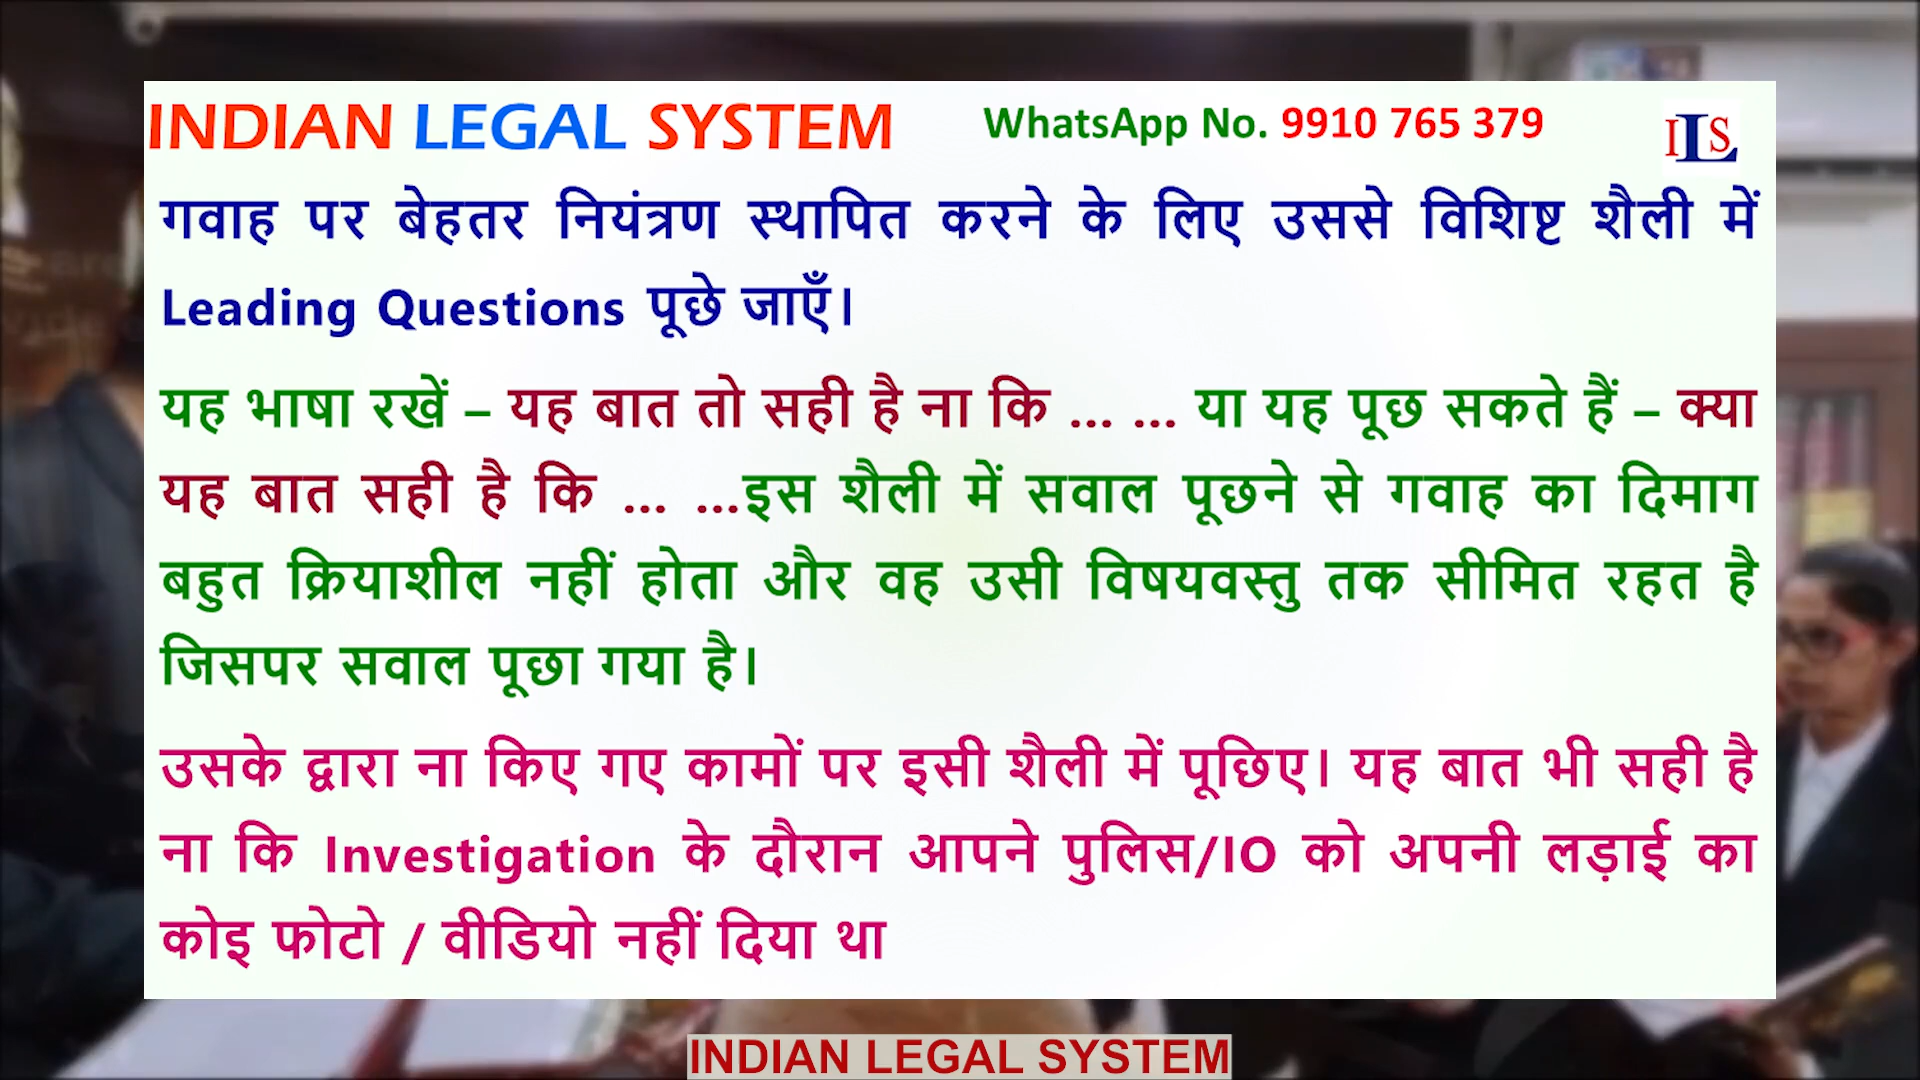 INDIAN LEGAL SYSTEM WhatsApp No. 9910 765 379 ILS
गवाह पर बेहतर नियंत्रण स्थापित करने के लिए उससे विशिष्ट शैली में
Leading Questions पूछे जाएँ।
यह भाषा रखें – यह बात तो सही है ना कि ... ... या यह पूछ सकते हैं – क्या
यह बात सही है कि ... ...इस शैली में सवाल पूछने से गवाह का दिमाग
बहुत क्रियाशील नहीं होता और वह उसी विषयवस्तु तक सीमित रहत है
जिसपर सवाल पूछा गया है।
उसके द्वारा ना किए गए कामों पर इसी शैली में पूछिए। यह बात भी सही है
ना कि Investigation के दौरान आपने पुलिस/IO को अपनी लड़ाई का
कोइ फोटो / वीडियो नहीं दिया था
INDIAN LEGAL SYSTEM